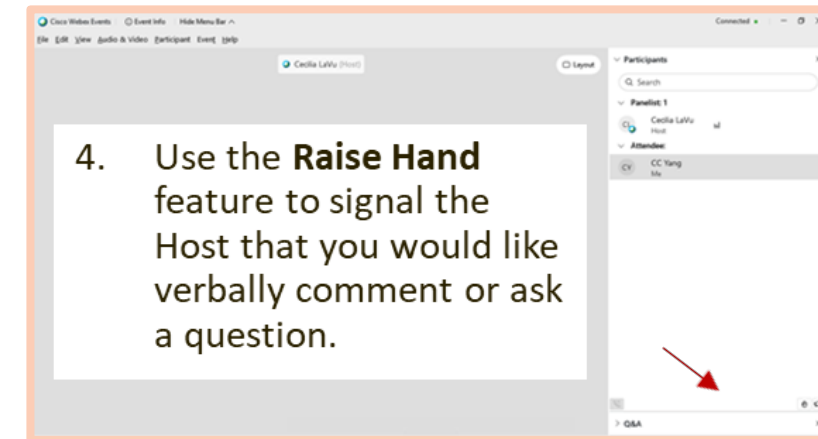 Cisco Webex Events Event Info Hide Menu Bar
File Edit View Audio & Video Participant Event Help
Connected
Cecilia LaVu (Host)
Layout
4. Use the Raise Hand
feature to signal the
Host that you would like
verbally comment or ask
a question.
Participants
Search
Panelist: 1
CL
Cecilia LaVu
Host
Attendee:
CY
CC Yang
Me
Q&A